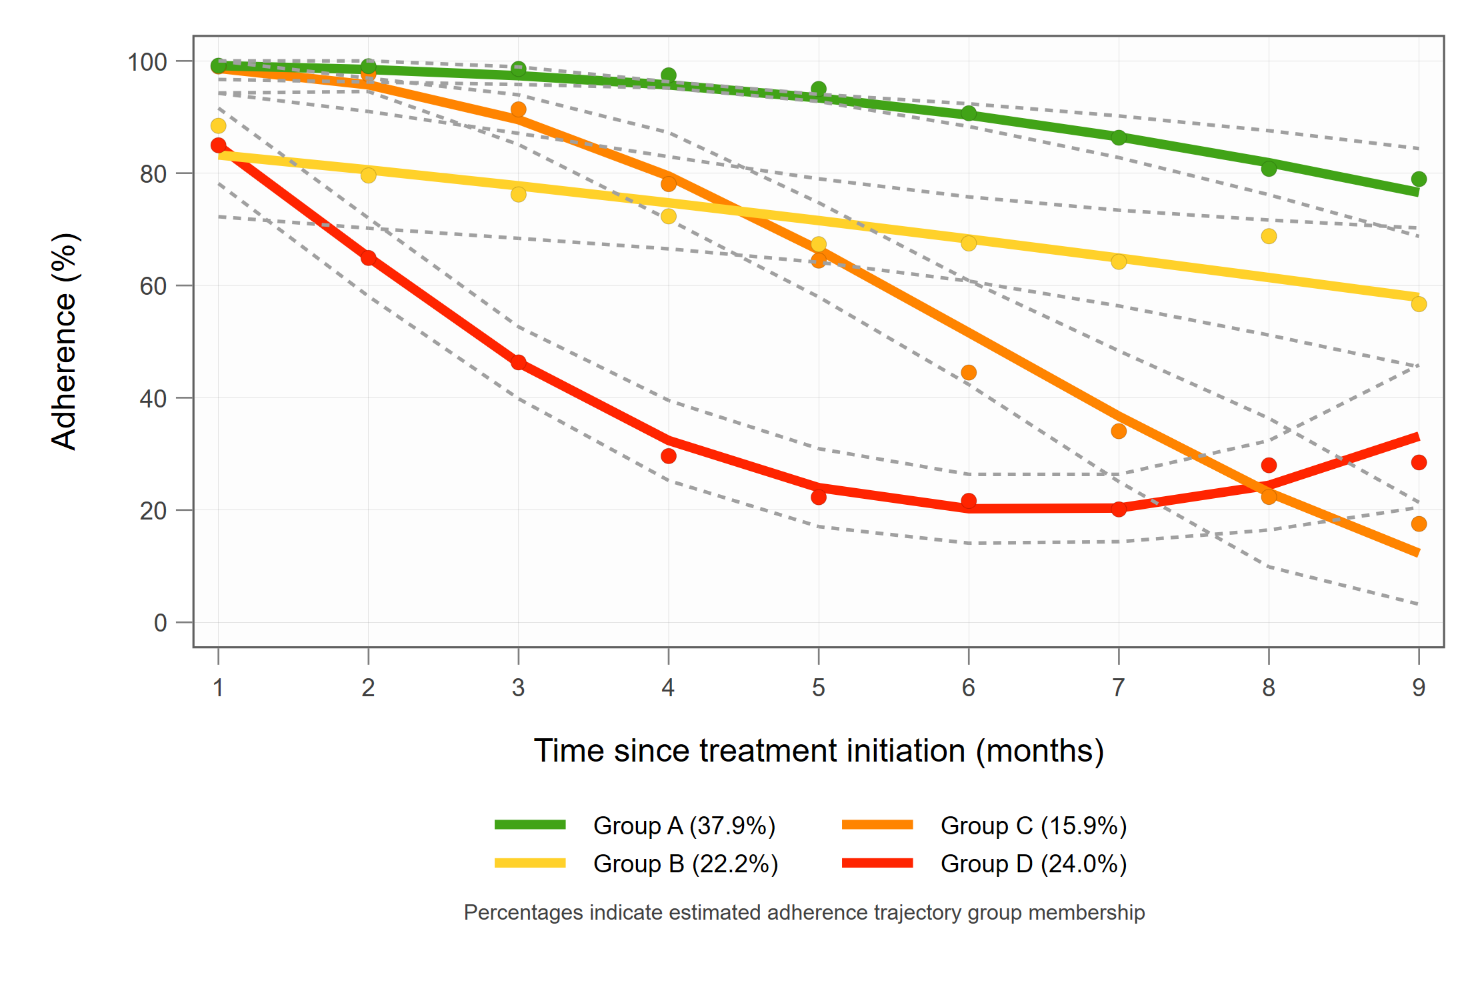 Adherence (%)
100
80
60
40
20
0
1 2 3 4 5 6 7 8 9
Time since treatment initiation (months)
Group A (37.9%) Group C (15.9%)
Group B (22.2%) Group D (24.0%)
Percentages indicate estimated adherence trajectory group membership